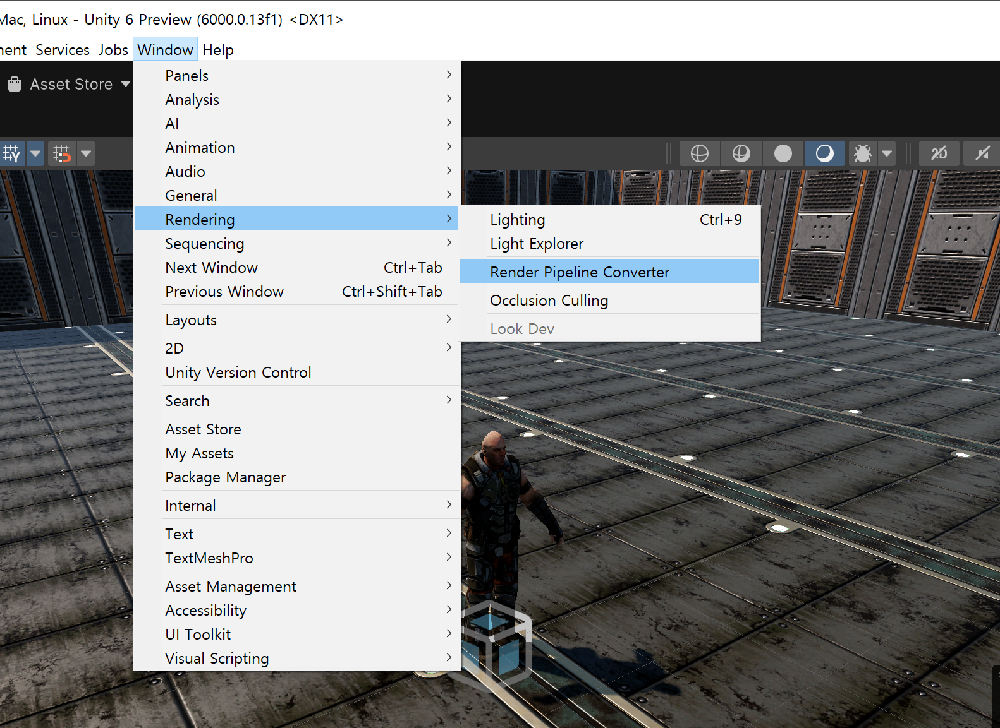 Mac, Linux - Unity 6 Preview (6000.0.13f1) <DX11>
Services Jobs Window Help
Asset Store
2D
Panels
Analysis
AI
Animation
Audio
General
Rendering
Sequencing
Next Window Ctrl+Tab
Previous Window Ctrl+Shift+Tab
Layouts
2D
Unity Version Control
Search
Asset Store
My Assets
Package Manager
Internal
Text
TextMeshPro
Asset Management
Accessibility
UI Toolkit
Visual Scripting
Lighting Ctrl+9
Light Explorer
Render Pipeline Converter
Occlusion Culling
Look Dev